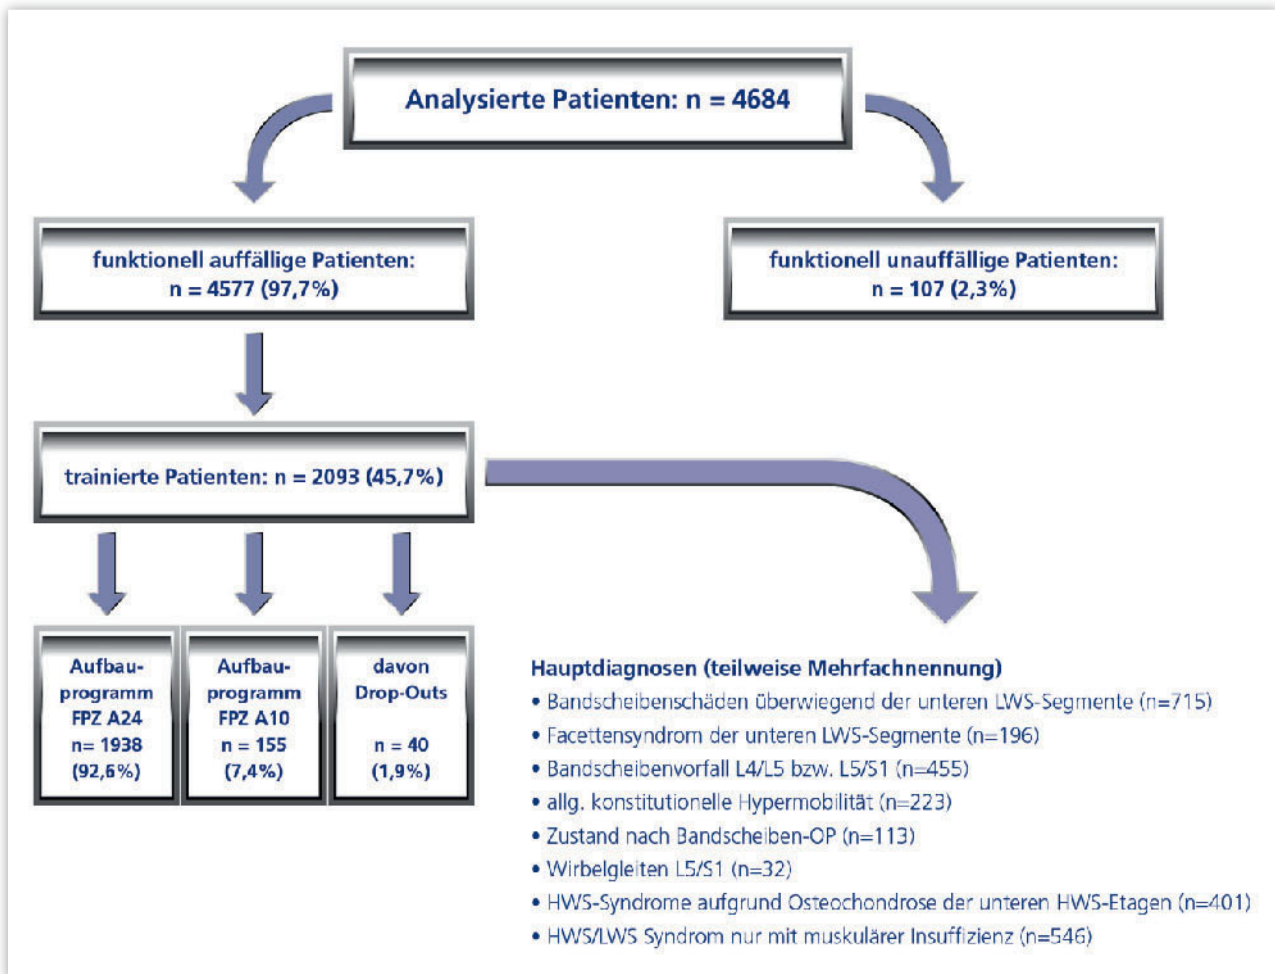 Analysierte Patienten: n = 4684
funktionell auffällige Patienten:
n = 4577 (97,7%)
funktionell unauffällige Patienten:
n = 107 (2,3%)
trainierte Patienten: n = 2093 (45,7%)
Aufbau-
programm
FPZ A24
n= 1938
(92,6%)
Aufbau-
programm
FPZ A10
n = 155
(7,4%)
davon
Drop-Outs
n = 40
(1,9%)
Hauptdiagnosen (teilweise Mehrfachnennung)
• Bandscheibenschäden überwiegend der unteren LWS-Segmente (n=715)
• Facettensyndrom der unteren LWS-Segmente (n=196)
• Bandscheibenvorfall L4/L5 bzw. L5/S1 (n=455)
• allg. konstitutionelle Hypermobilität (n=223)
• Zustand nach Bandscheiben-OP (n=113)
• Wirbelgleiten L5/S1 (n=32)
• HWS-Syndrome aufgrund Osteochondrose der unteren HWS-Etagen (n=401)
• HWS/LWS Syndrom nur mit muskulärer Insuffizienz (n=546)